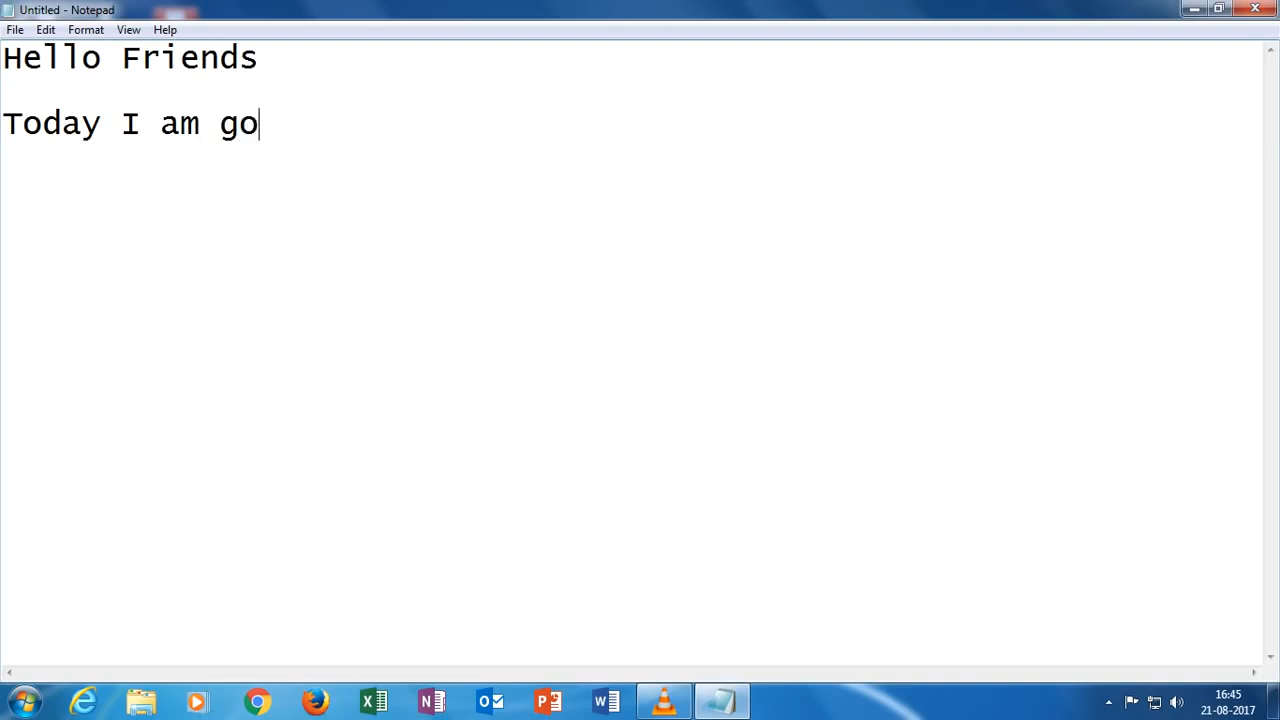 Untitled - Notepad
File Edit Format View Help
Hello Friends
Today I am go
16:45
21-08-2017